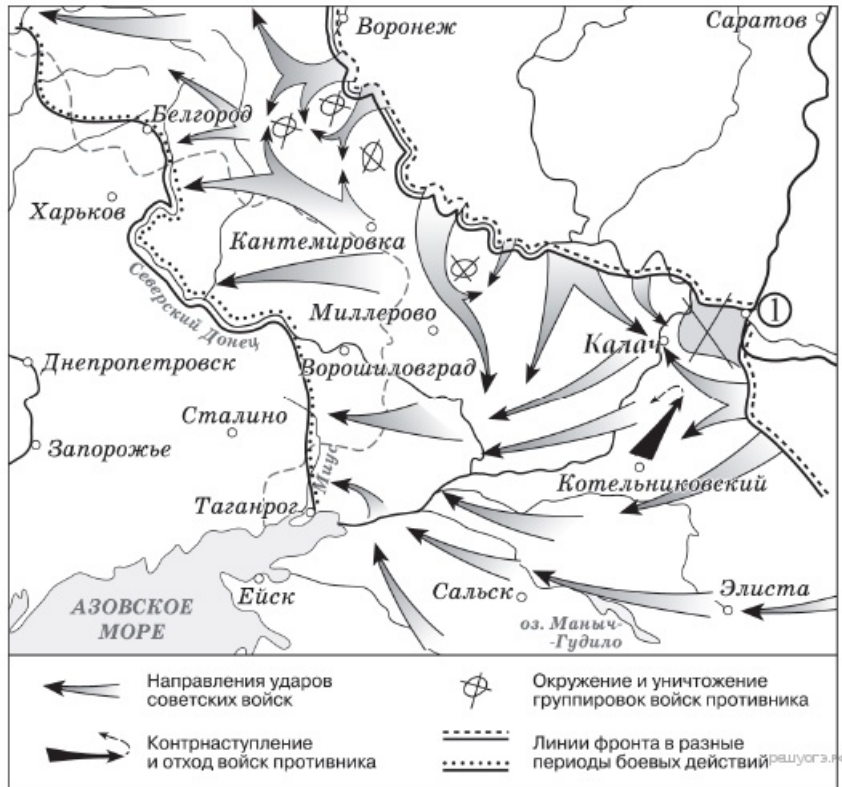 Воронеж
Саратов
Белгород
Харьков
Кантемировка
Северский Донец
Миллерово
①
Калач
Днепропетровск
Ворошиловград
Сталино
Запорожье
Миус
Котельниковский
Таганрог
Ейск
Сальск
Элиста
АЗОВСКОЕ
МОРЕ
оз. Маныч-
-Гудило
Направления ударов
советских войск
Окружение и уничтожение
группировок войск противника
Контрнаступление
и отход войск противника
Линии фронта в разные
периоды боевых действий